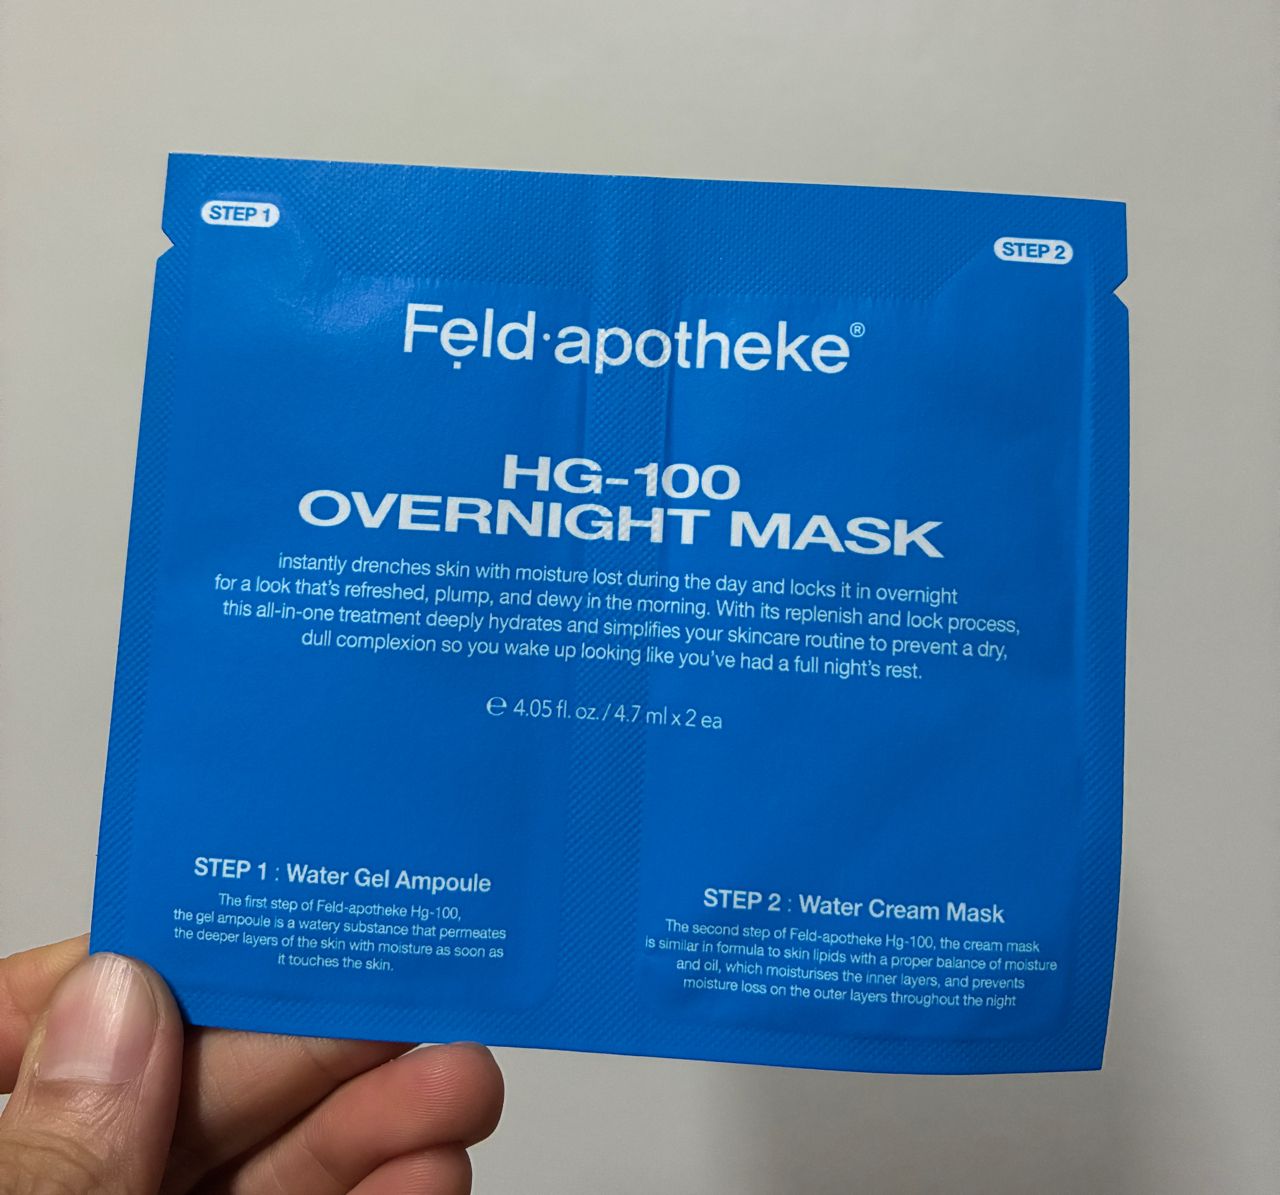 STEP 1
STEP 2
Fẹld·apotheke®
HG-100
OVERNIGHT MASK
instantly drenches skin with moisture lost during the day and locks it in overnight
for a look that's refreshed, plump, and dewy in the morning. With its replenish and lock process,
this all-in-one treatment deeply hydrates and simplifies your skincare routine to prevent a dry,
dull complexion so you wake up looking like you've had a full night's rest.
℮ 4.05 fl. oz. / 4.7 ml x 2 ea
STEP 1 : Water Gel Ampoule
The first step of Feld-apotheke Hg-100,
the gel ampoule is a watery substance that permeates
the deeper layers of the skin with moisture as soon as
it touches the skin.
STEP 2 : Water Cream Mask
The second step of Feld-apotheke Hg-100, the cream mask
is similar in formula to skin lipids with a proper balance of moisture
and oil, which moisturises the inner layers, and prevents
moisture loss on the outer layers throughout the night